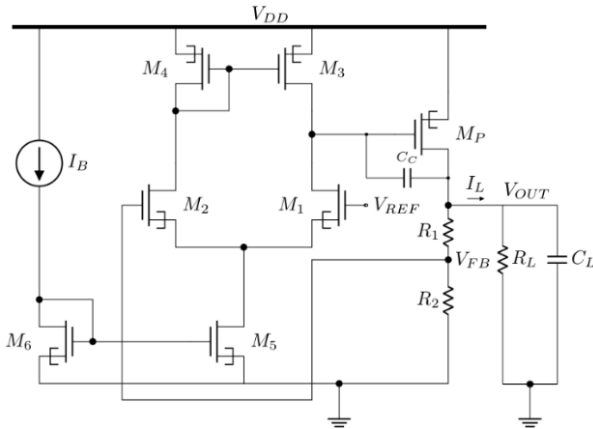 V_DD
M_4
M_3
M_P
C_C
I_B
I_L
V_OUT
M_2
M_1
V_REF
R_1
V_FB
R_L
C_L
R_2
M_6
M_5